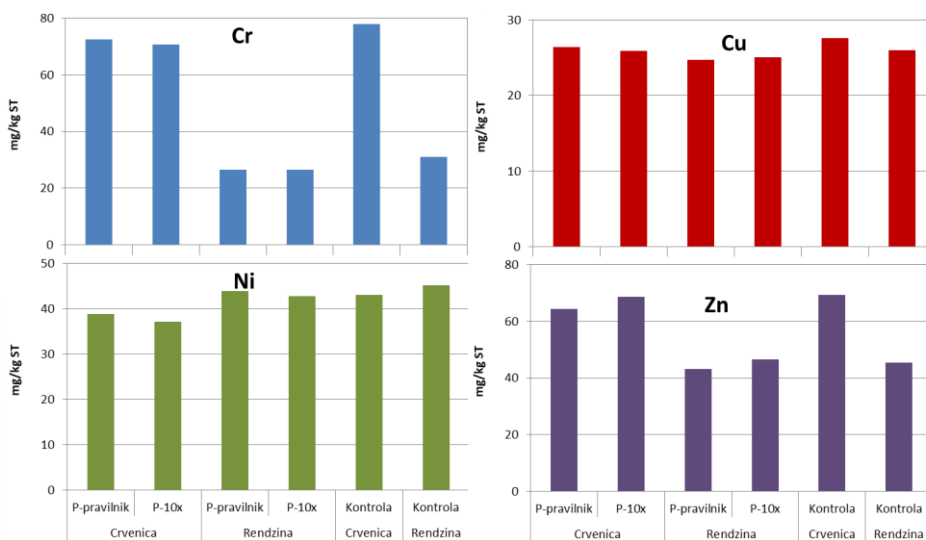 Cr
80
60
40
20
0
mg/kg ST
Cu
30
20
10
0
mg/kg ST
Ni
50
40
30
20
10
0
mg/kg ST
P-pravilnik P-10x P-pravilnik P-10x Kontrola Kontrola
Crvenica Rendzina Crvenica Rendzina
Zn
80
60
40
20
0
mg/kg ST
P-pravilnik P-10x P-pravilnik P-10x Kontrola Kontrola
Crvenica Rendzina Crvenica Rendzina